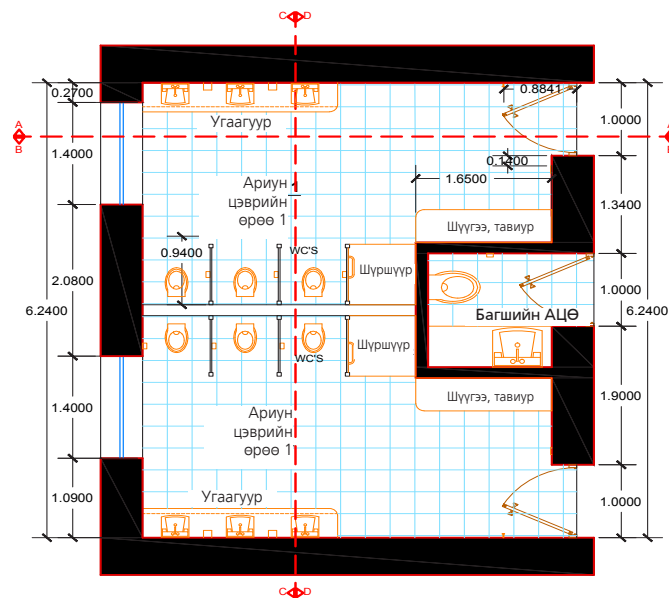 C D
0.2700
0.8841
Угаагуур
A
B
1.0000
1.4000
0.1400
1.6500
Ариун
цэврийн
өрөө 1
1.3400
Шүүгээ, тавиур
0.9400
WC'S
Шүршүүр
2.0800
1.0000
6.2400
Багшийн АЦӨ
6.2400
WC'S
Шүршүүр
1.4000
Шүүгээ, тавиур
1.9000
Ариун
цэврийн
өрөө 1
Угаагуур
1.0900
1.0000
C D